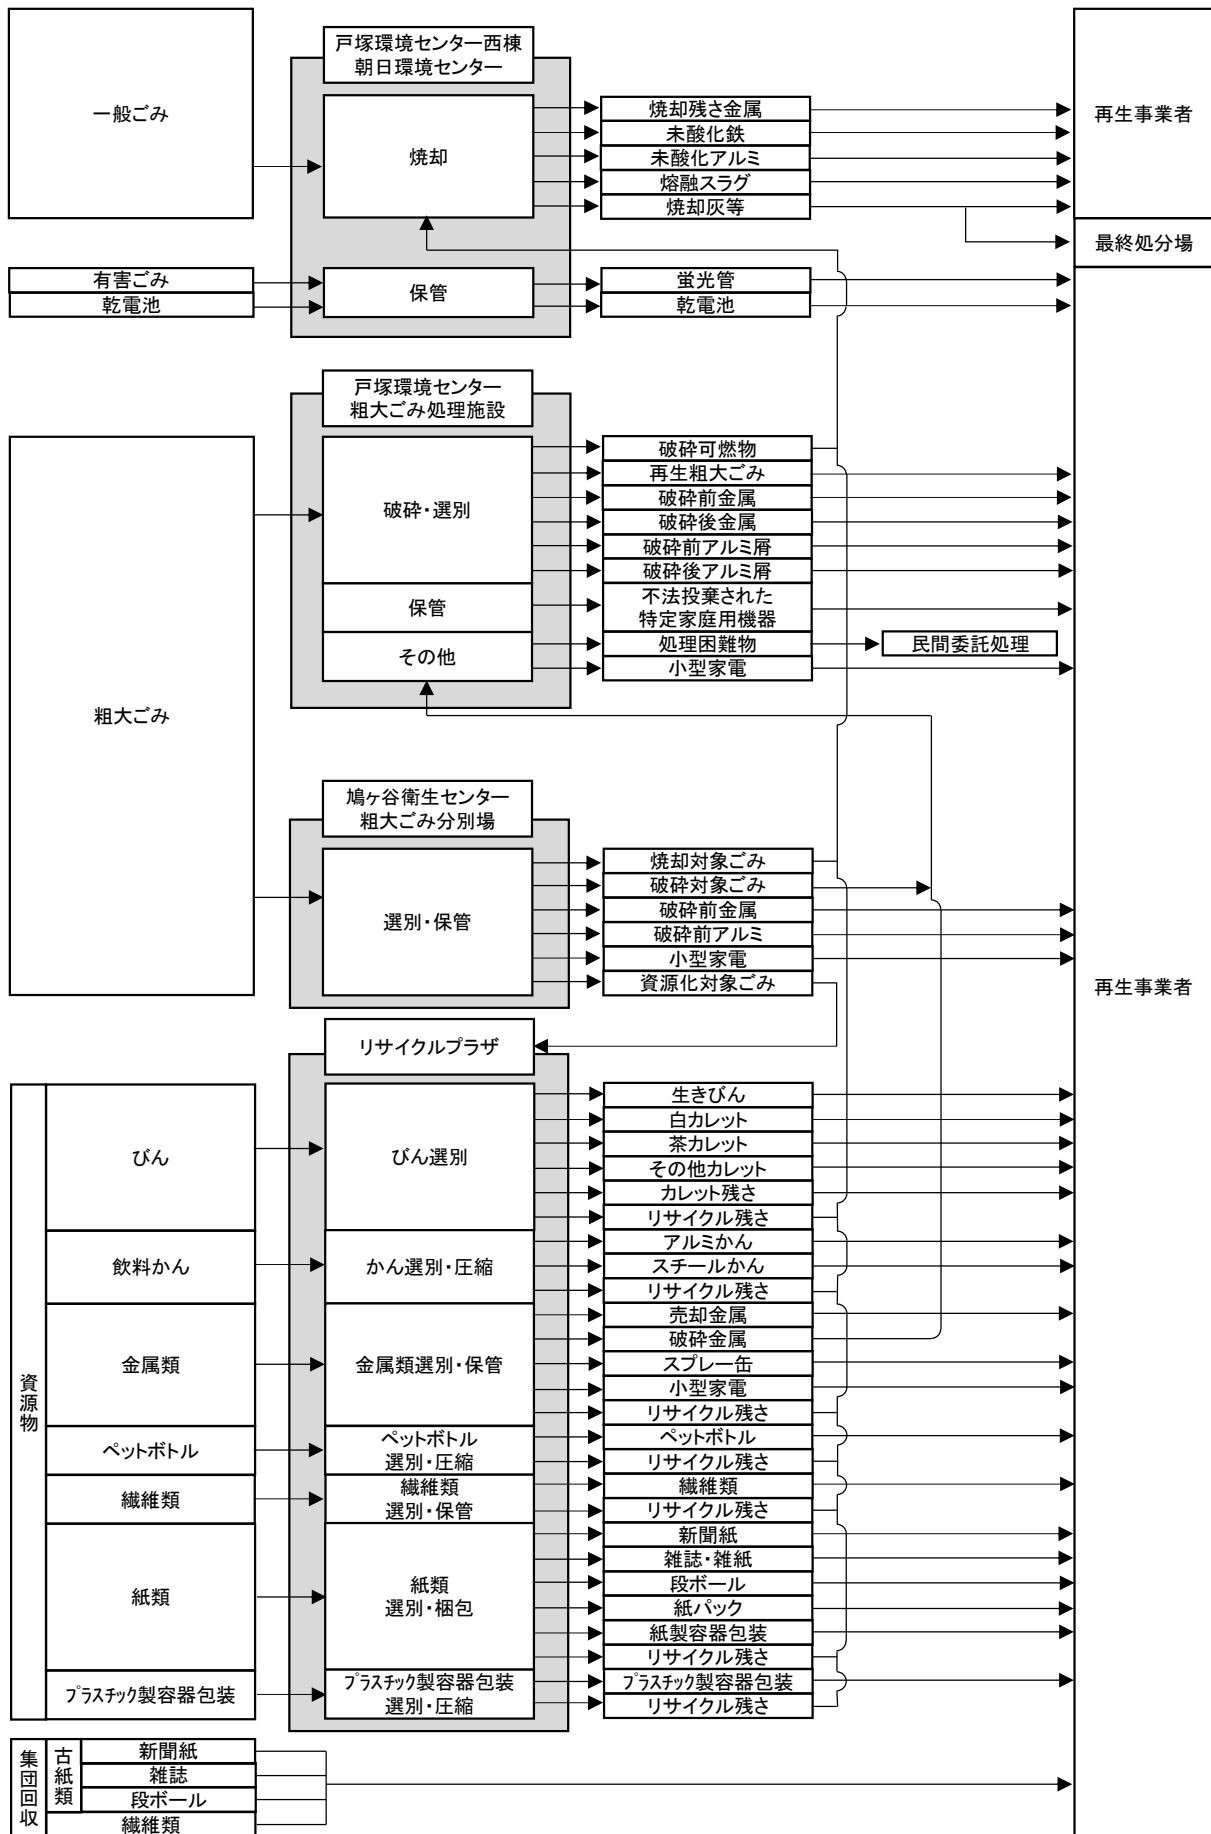 一般ごみ
戸塚環境センター西棟
朝日環境センター
焼却
焼却残さ金属
未酸化鉄
未酸化アルミ
熔融スラグ
焼却灰等
再生事業者
最終処分場
有害ごみ
乾電池
保管
蛍光管
乾電池
戸塚環境センター
粗大ごみ処理施設
粗大ごみ
破砕・選別
保管
その他
破砕可燃物
再生粗大ごみ
破砕前金属
破砕後金属
破砕前アルミ屑
破砕後アルミ屑
不法投棄された
特定家庭用機器
処理困難物
小型家電
民間委託処理
鳩ヶ谷衛生センター
粗大ごみ分別場
選別・保管
焼却対象ごみ
破砕対象ごみ
破砕前金属
破砕前アルミ
小型家電
資源化対象ごみ
再生事業者
リサイクルプラザ
資源物
びん
びん選別
生きびん
白カレット
茶カレット
その他カレット
カレット残さ
リサイクル残さ
飲料かん
かん選別・圧縮
アルミかん
スチールかん
リサイクル残さ
金属類
金属類選別・保管
売却金属
破砕金属
スプレー缶
小型家電
リサイクル残さ
ペットボトル
ペットボトル
選別・圧縮
ペットボトル
リサイクル残さ
繊維類
繊維類
選別・保管
繊維類
リサイクル残さ
紙類
紙類
選別・梱包
新聞紙
雑誌・雑紙
段ボール
紙パック
紙製容器包装
リサイクル残さ
プラスチック製容器包装
プラスチック製容器包装
選別・圧縮
プラスチック製容器包装
リサイクル残さ
集団回収
古紙類
新聞紙
雑誌
段ボール
繊維類